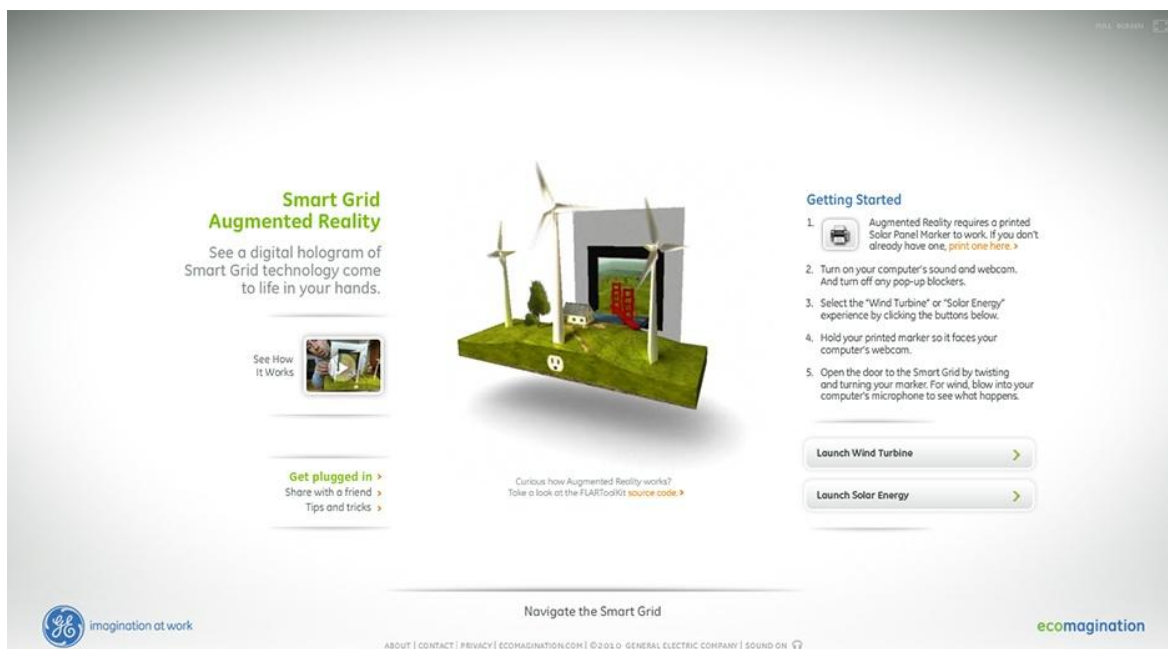 FULL SCREEN
Smart Grid
Augmented Reality
See a digital hologram of
Smart Grid technology come
to life in your hands.
See How
It Works
Get plugged in ›
Share with a friend ›
Tips and tricks ›
Curious how Augmented Reality works?
Take a look at the FLARToolKit source code. ›
Getting Started
1. Augmented Reality requires a printed
Solar Panel Marker to work. If you don't
already have one, print one here. ›
2. Turn on your computer's sound and webcam.
And turn off any pop-up blockers.
3. Select the "Wind Turbine" or "Solar Energy"
experience by clicking the buttons below.
4. Hold your printed marker so it faces your
computer's webcam.
5. Open the door to the Smart Grid by twisting
and turning your marker. For wind, blow into your
computer's microphone to see what happens.
Launch Wind Turbine ›
Launch Solar Energy ›
Navigate the Smart Grid
GE imagination at work
ecomagination
ABOUT | CONTACT | PRIVACY | ECOMAGINATION.COM | ©2010 GENERAL ELECTRIC COMPANY | SOUND ON